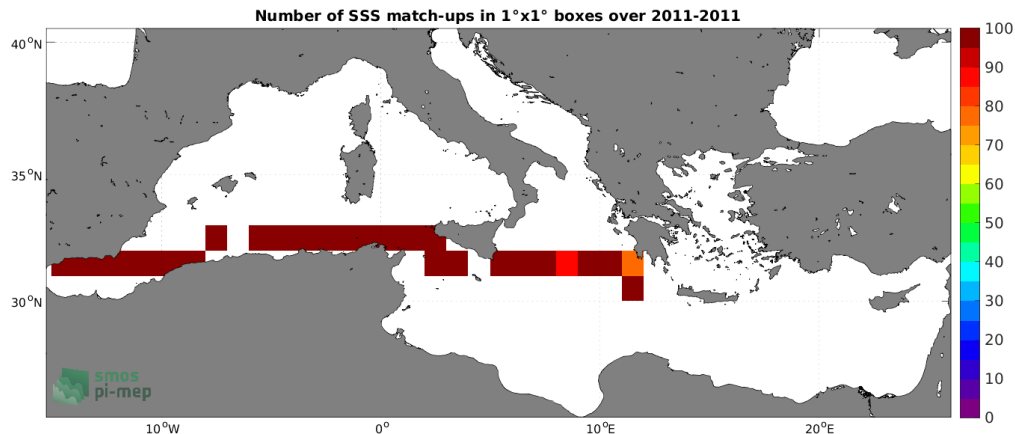 Number of SSS match-ups in 1°x1° boxes over 2011-2011
40°N
35°N
30°N
10°W
0°
10°E
20°E
100
90
80
70
60
50
40
30
20
10
0
smos
pi-mep